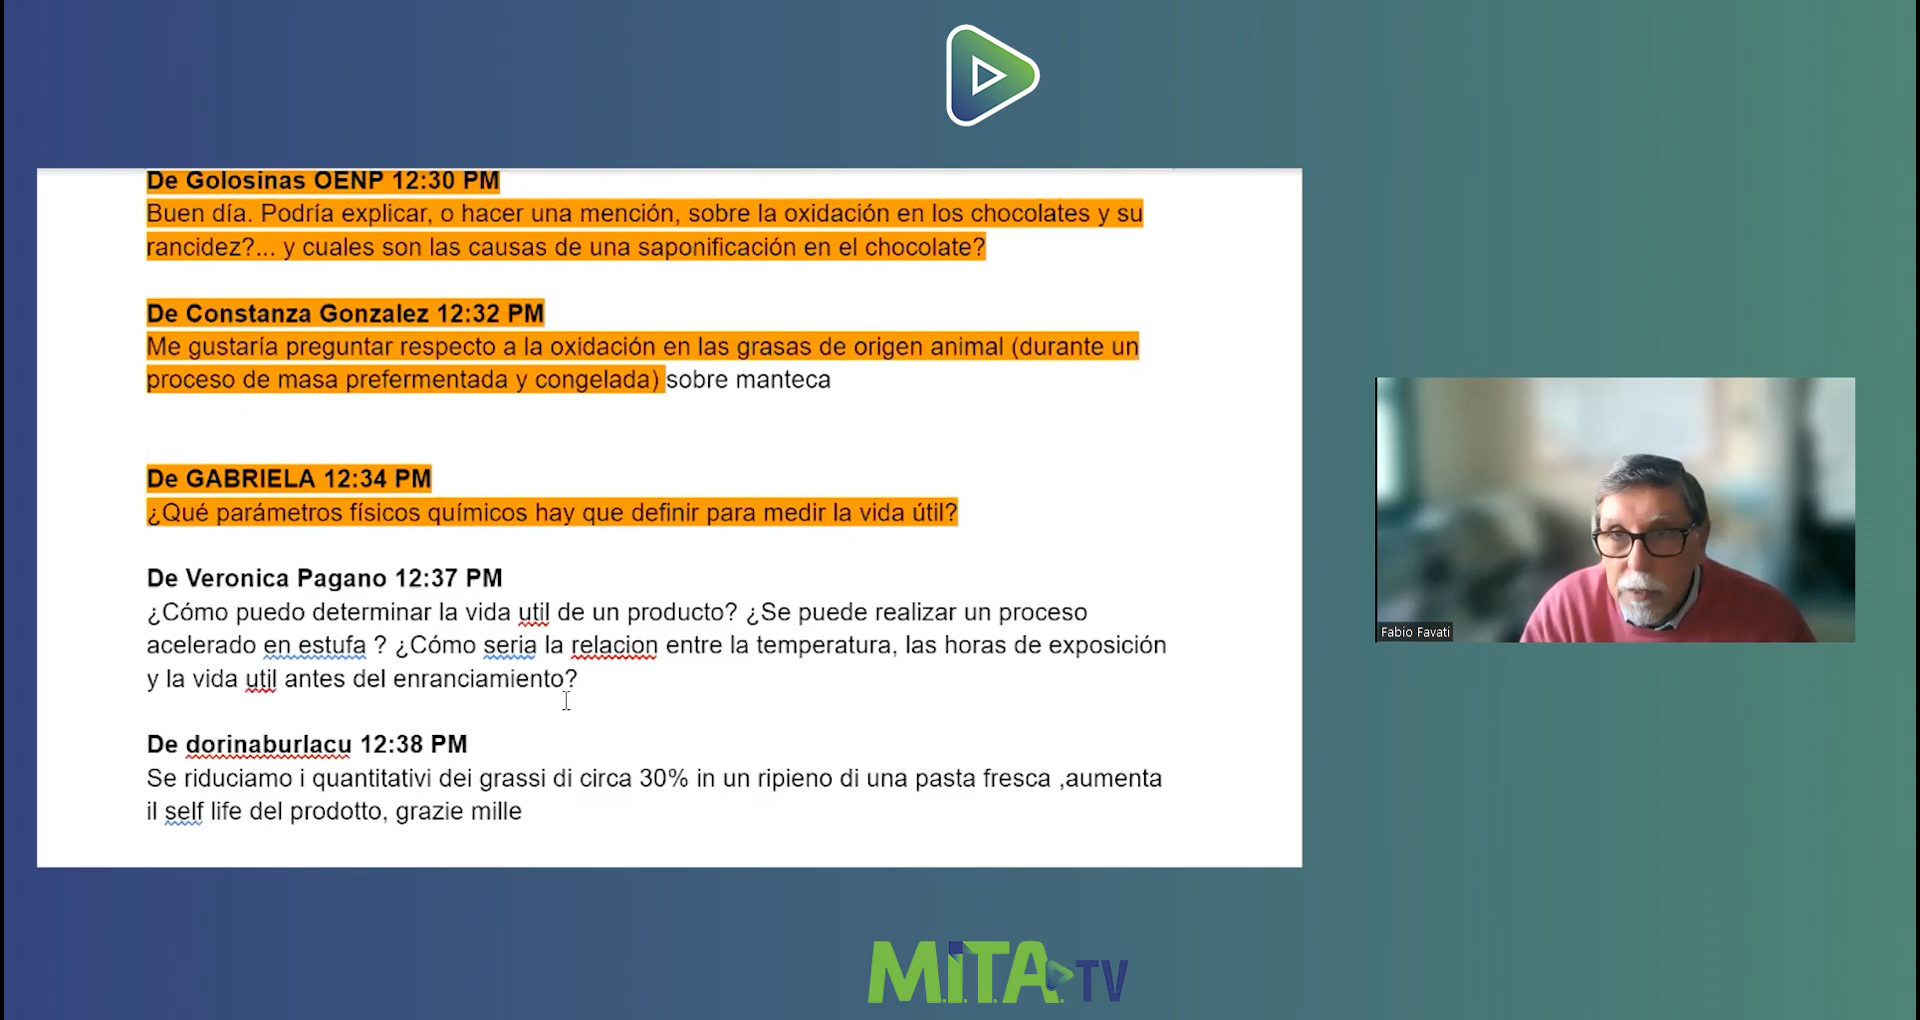 De Golosinas OENP 12:30 PM
Buen día. Podría explicar, o hacer una mención, sobre la oxidación en los chocolates y su
rancidez?... y cuales son las causas de una saponificación en el chocolate?
De Constanza Gonzalez 12:32 PM
Me gustaría preguntar respecto a la oxidación en las grasas de origen animal (durante un
proceso de masa prefermentada y congelada) sobre manteca
De GABRIELA 12:34 PM
¿Qué parámetros físicos químicos hay que definir para medir la vida útil?
De Veronica Pagano 12:37 PM
¿Cómo puedo determinar la vida util de un producto? ¿Se puede realizar un proceso
acelerado en estufa ? ¿Cómo seria la relacion entre la temperatura, las horas de exposición
y la vida util antes del enranciamiento?
De dorinaburlacu 12:38 PM
Se riduciamo i quantitativi dei grassi di circa 30% in un ripieno di una pasta fresca ,aumenta
il self life del prodotto, grazie mille
Fabio Favati
M.I.T.A. TV